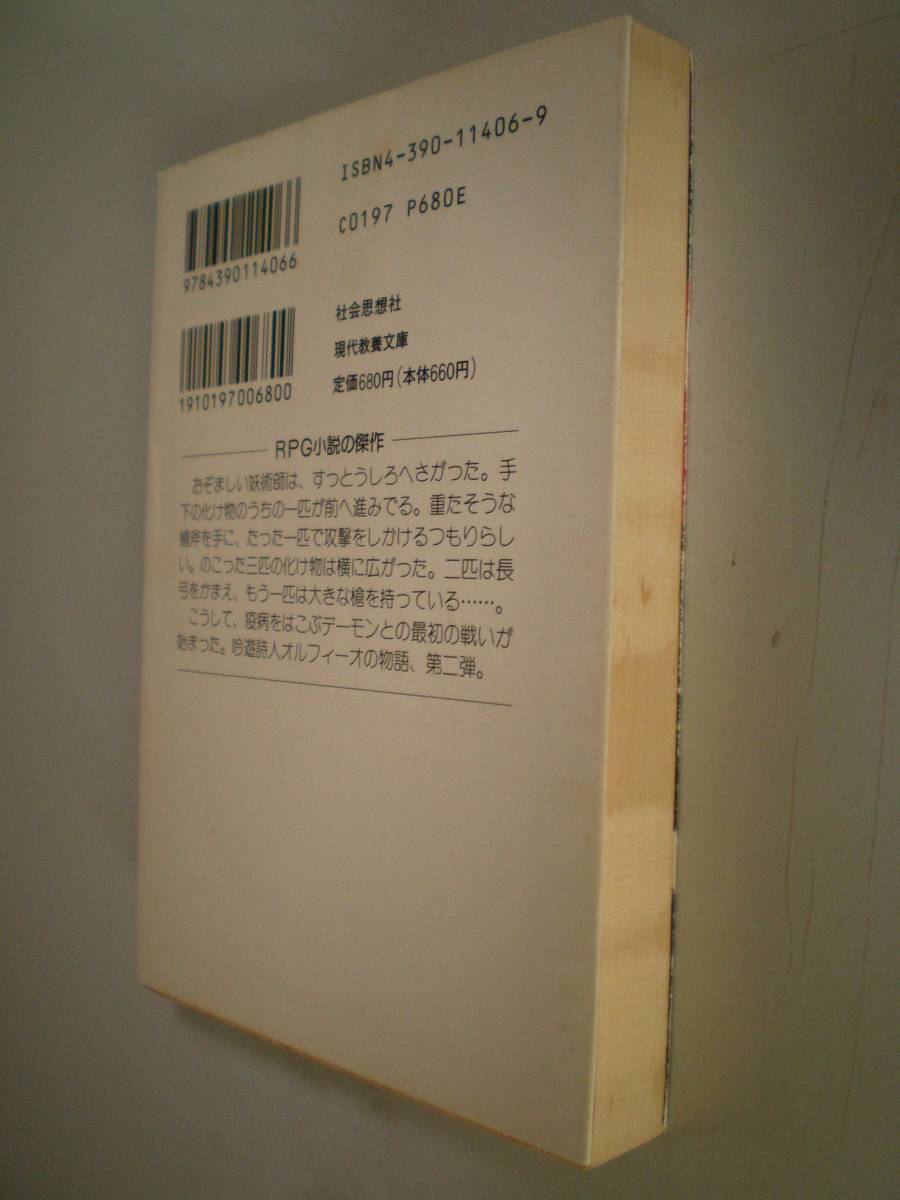 ISBN4-390-11406-9
C0197 P680E
9784390114066
社会思想社
現代教養文庫
定価680円(本体660円)
1910197006800
RPG小説の傑作
おぞましい妖術師は、すっとうしろへさがった。手
下の化け物のうちの一匹が前へ進みでる。重たそうな
槍斧を手に、たった一匹で攻撃をしかけるつもりらし
い。のこった三匹の化け物は横に広がった。二匹は長
弓をかまえ、もう一匹は大きな槍を持っている……。
こうして、疫病をはこぶデーモンとの最初の戦いが
始まった。吟遊詩人オルフィーオの物語、第二弾。